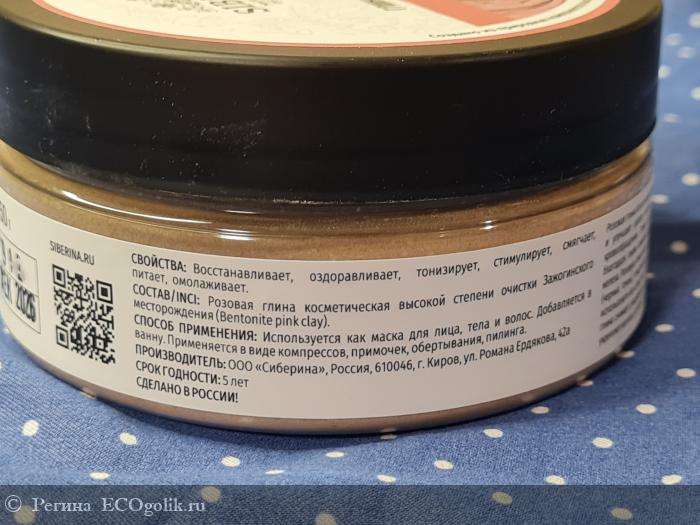 SIBERINA.RU
2026
СВОЙСТВА: Восстанавливает, оздоравливает, тонизирует, стимулирует, смягчает,
питает, омолаживает.
СОСТАВ/INCI: Розовая глина косметическая высокой степени очистки Зажогинского
месторождения (Bentonite pink clay).
СПОСОБ ПРИМЕНЕНИЯ: Используется как маска для лица, тела и волос. Добавляется в
ванну. Применяется в виде компрессов, примочек, обертывания, пилинга.
ПРОИЗВОДИТЕЛЬ: ООО «Сиберина», Россия, 610046, г. Киров, ул. Романа Ердякова, 42а
СРОК ГОДНОСТИ: 5 лет
СДЕЛАНО В РОССИИ!
© Регина ECOgolik.ru